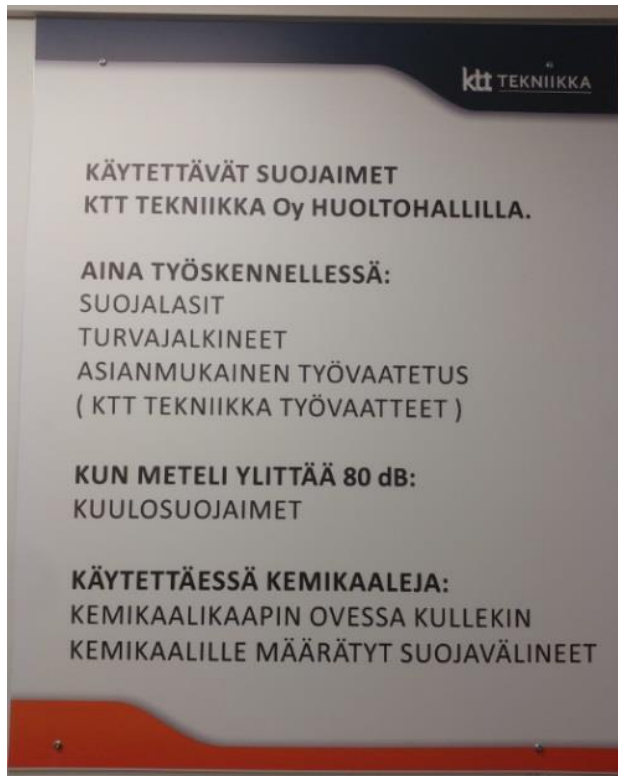 ktt TEKNIIKKA
KÄYTETTÄVÄT SUOJAIMET
KTT TEKNIIKKA Oy HUOLTOHALLILLA.
AINA TYÖSKENNELLESSÄ:
SUOJALASIT
TURVAJALKINEET
ASIANMUKAINEN TYÖVAATETUS
( KTT TEKNIIKKA TYÖVAATTEET )
KUN METELI YLITTÄÄ 80 dB:
KUULOSUOJAIMET
KÄYTETTÄESSÄ KEMIKAALEJA:
KEMIKAALIKAAPIN OVESSA KULLEKIN
KEMIKAALILLE MÄÄRÄTYT SUOJAVÄLINEET